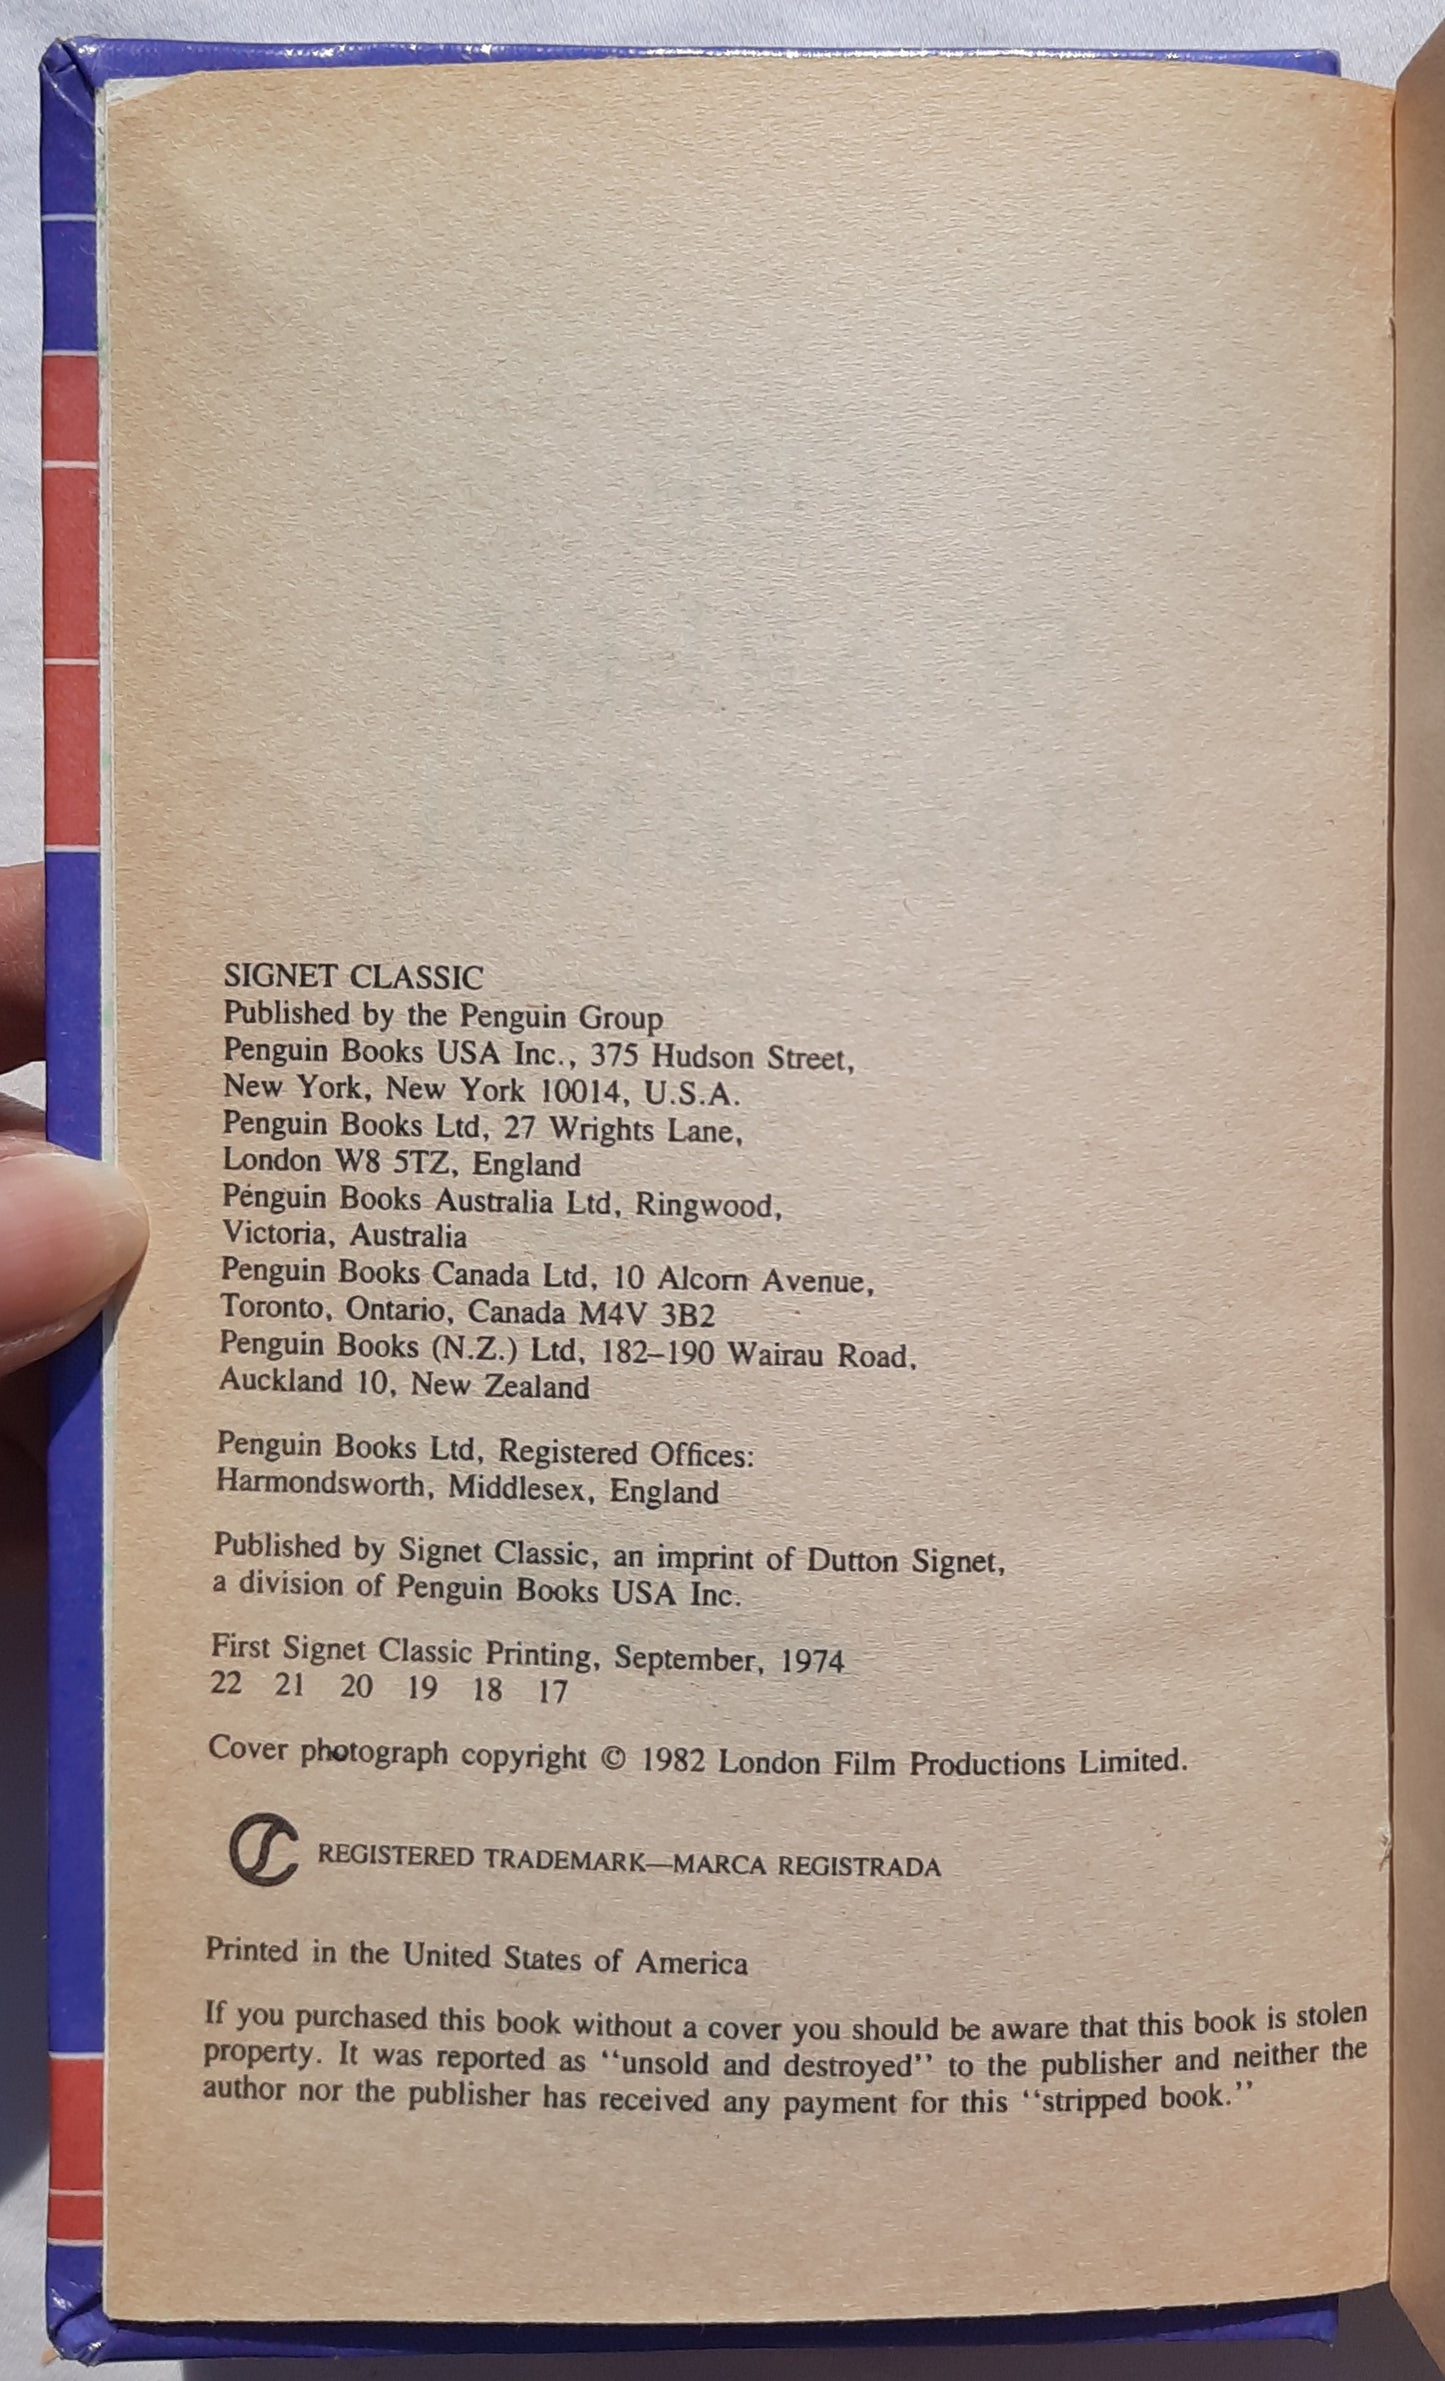 SIGNET CLASSIC
Published by the Penguin Group
Penguin Books USA Inc., 375 Hudson Street,
New York, New York 10014, U.S.A.
Penguin Books Ltd, 27 Wrights Lane,
London W8 5TZ, England
Penguin Books Australia Ltd, Ringwood,
Victoria, Australia
Penguin Books Canada Ltd, 10 Alcorn Avenue,
Toronto, Ontario, Canada M4V 3B2
Penguin Books (N.Z.) Ltd, 182–190 Wairau Road,
Auckland 10, New Zealand
Penguin Books Ltd, Registered Offices:
Harmondsworth, Middlesex, England
Published by Signet Classic, an imprint of Dutton Signet,
a division of Penguin Books USA Inc.
First Signet Classic Printing, September, 1974
22 21 20 19 18 17
Cover photograph copyright © 1982 London Film Productions Limited.
REGISTERED TRADEMARK—MARCA REGISTRADA
Printed in the United States of America
If you purchased this book without a cover you should be aware that this book is stolen
property. It was reported as ‘‘unsold and destroyed’’ to the publisher and neither the
author nor the publisher has received any payment for this ‘‘stripped book.’’